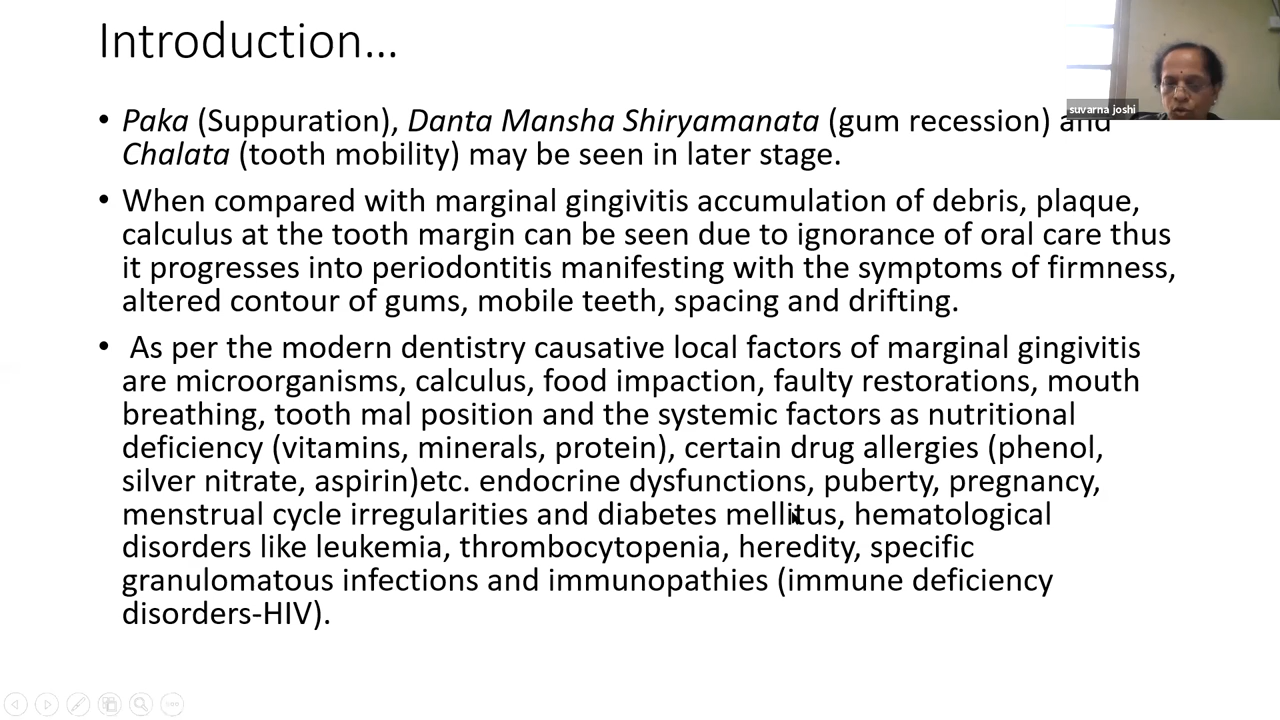 Introduction...
• Paka (Suppuration), Danta Mansha Shiryamanata (gum recession) and
Chalata (tooth mobility) may be seen in later stage.
• When compared with marginal gingivitis accumulation of debris, plaque,
calculus at the tooth margin can be seen due to ignorance of oral care thus
it progresses into periodontitis manifesting with the symptoms of firmness,
altered contour of gums, mobile teeth, spacing and drifting.
• As per the modern dentistry causative local factors of marginal gingivitis
are microorganisms, calculus, food impaction, faulty restorations, mouth
breathing, tooth mal position and the systemic factors as nutritional
deficiency (vitamins, minerals, protein), certain drug allergies (phenol,
silver nitrate, aspirin)etc. endocrine dysfunctions, puberty, pregnancy,
menstrual cycle irregularities and diabetes mellitus, hematological
disorders like leukemia, thrombocytopenia, heredity, specific
granulomatous infections and immunopathies (immune deficiency
disorders-HIV).
suvarna joshi